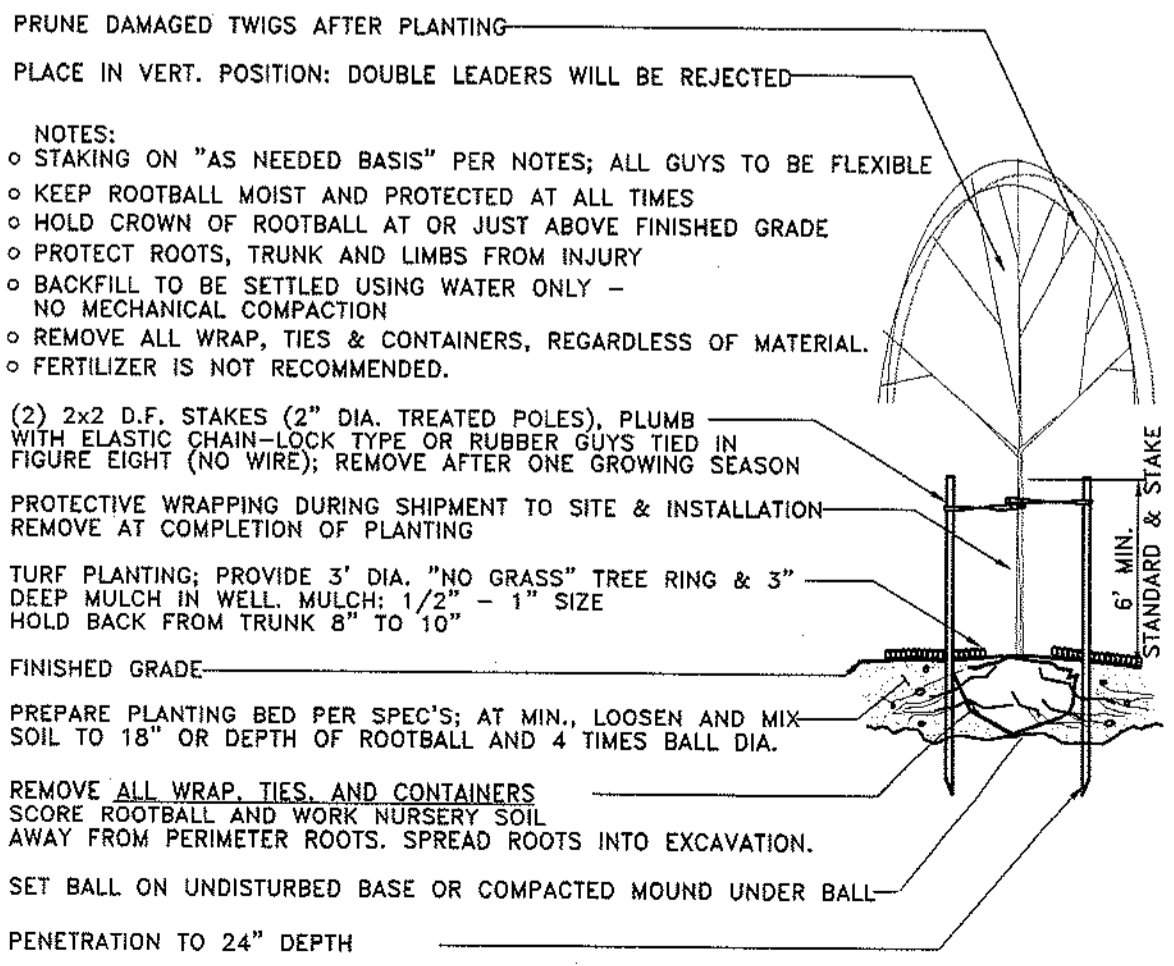 PRUNE DAMAGED TWIGS AFTER PLANTING
PLACE IN VERT. POSITION: DOUBLE LEADERS WILL BE REJECTED
NOTES:
o STAKING ON "AS NEEDED BASIS" PER NOTES; ALL GUYS TO BE FLEXIBLE
o KEEP ROOTBALL MOIST AND PROTECTED AT ALL TIMES
o HOLD CROWN OF ROOTBALL AT OR JUST ABOVE FINISHED GRADE
o PROTECT ROOTS, TRUNK AND LIMBS FROM INJURY
o BACKFILL TO BE SETTLED USING WATER ONLY –
NO MECHANICAL COMPACTION
o REMOVE ALL WRAP, TIES & CONTAINERS, REGARDLESS OF MATERIAL.
o FERTILIZER IS NOT RECOMMENDED.
(2) 2x2 D.F. STAKES (2" DIA. TREATED POLES), PLUMB
WITH ELASTIC CHAIN-LOCK TYPE OR RUBBER GUYS TIED IN
FIGURE EIGHT (NO WIRE); REMOVE AFTER ONE GROWING SEASON
PROTECTIVE WRAPPING DURING SHIPMENT TO SITE & INSTALLATION
REMOVE AT COMPLETION OF PLANTING
TURF PLANTING; PROVIDE 3' DIA. "NO GRASS" TREE RING & 3"
DEEP MULCH IN WELL. MULCH: 1/2" – 1" SIZE
HOLD BACK FROM TRUNK 8" TO 10"
FINISHED GRADE
PREPARE PLANTING BED PER SPEC'S; AT MIN., LOOSEN AND MIX
SOIL TO 18" OR DEPTH OF ROOTBALL AND 4 TIMES BALL DIA.
REMOVE ALL WRAP, TIES, AND CONTAINERS
SCORE ROOTBALL AND WORK NURSERY SOIL
AWAY FROM PERIMETER ROOTS. SPREAD ROOTS INTO EXCAVATION.
SET BALL ON UNDISTURBED BASE OR COMPACTED MOUND UNDER BALL
PENETRATION TO 24" DEPTH
6' MIN.
STANDARD & STAKE